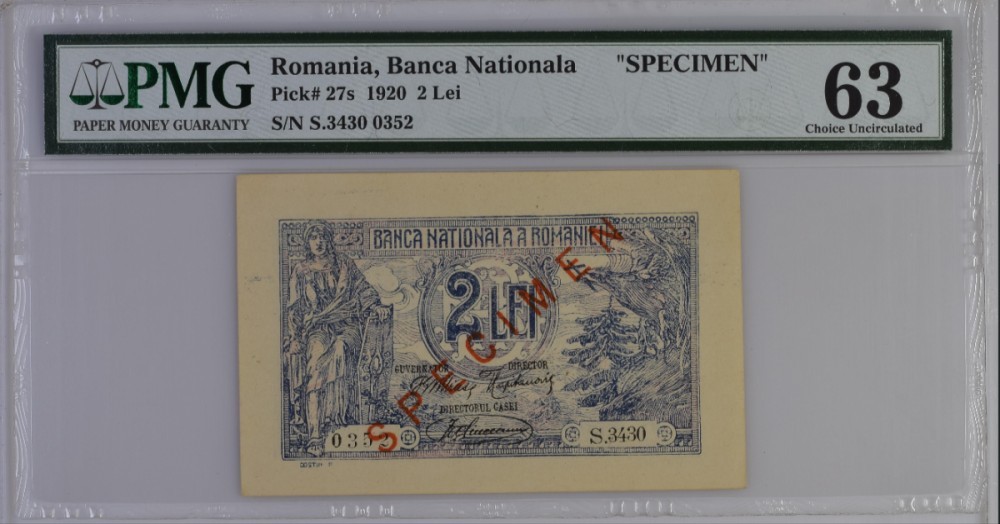 PMG
PAPER MONEY GUARANTY
Romania, Banca Nationala "SPECIMEN"
Pick# 27s 1920 2 Lei
S/N S.3430 0352
63
Choice Uncirculated
BANCA NATIONALA A ROMANIEI
2 LEI
SPECIMEN
GUVERNATOR DIRECTOR
DIRECTORUL CASEI
0352 S.3430